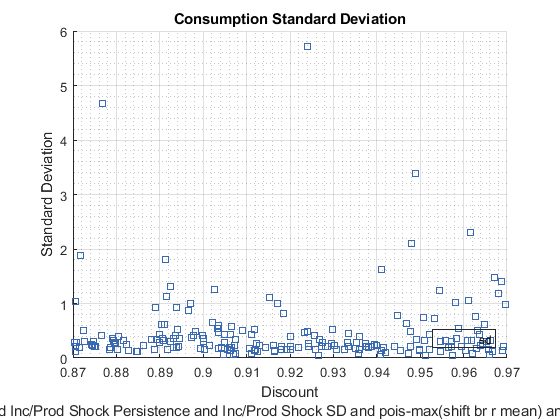 Consumption Standard Deviation
6
5
4
3
2
1
0
Standard Deviation
sd
0.87 0.88 0.89 0.9 0.91 0.92 0.93 0.94 0.95 0.96 0.97
Discount
d Inc/Prod Shock Persistence and Inc/Prod Shock SD and pois-max(shift br r mean) an